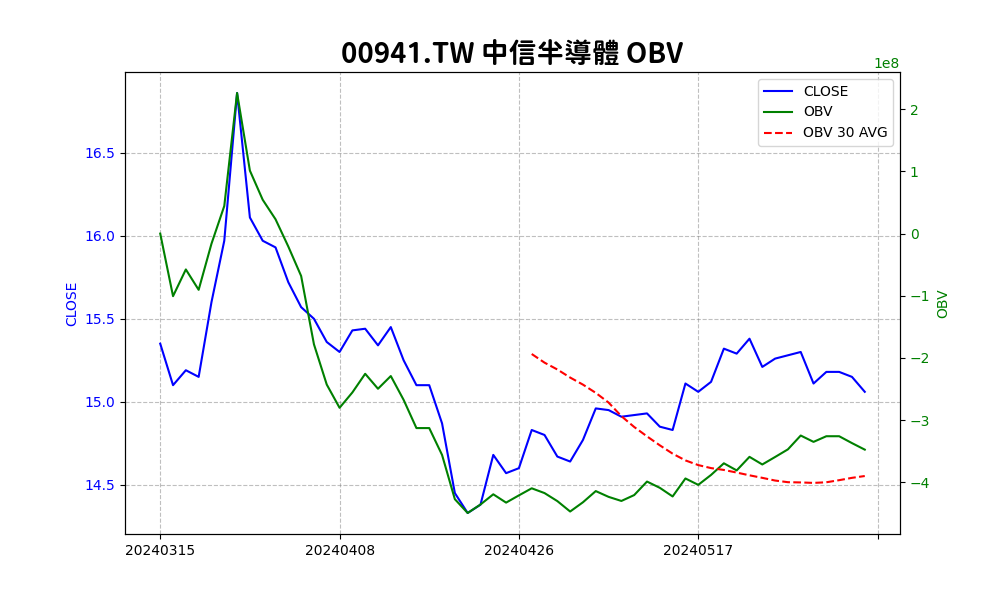 00941.TW 中信半導體 OBV
1e8
CLOSE
OBV
OBV 30 AVG
CLOSE
16.5
16.0
15.5
15.0
14.5
2
1
0
−1
−2
−3
−4
OBV
20240315
20240408
20240426
20240517